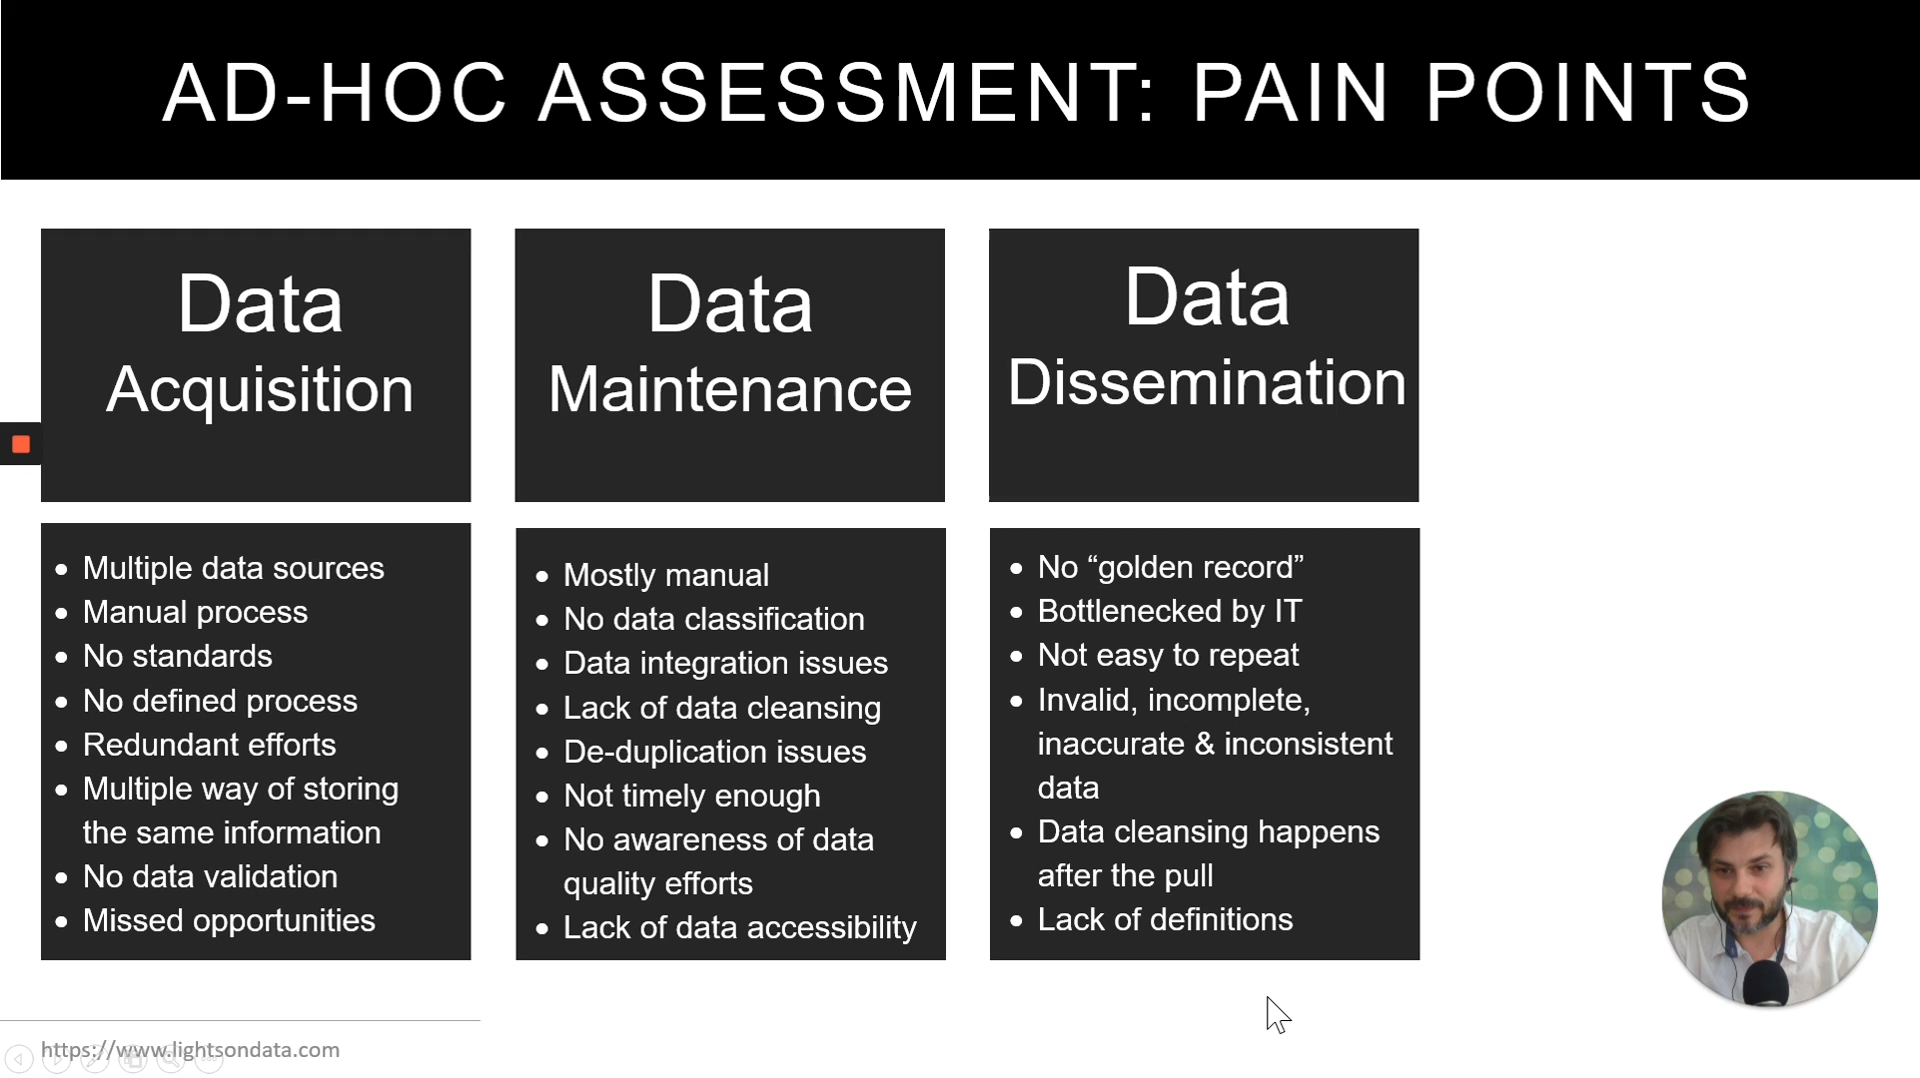 AD-HOC ASSESSMENT: PAIN POINTS
Data
Acquisition
• Multiple data sources
• Manual process
• No standards
• No defined process
• Redundant efforts
• Multiple way of storing
the same information
• No data validation
• Missed opportunities
Data
Maintenance
• Mostly manual
• No data classification
• Data integration issues
• Lack of data cleansing
• De-duplication issues
• Not timely enough
• No awareness of data
quality efforts
• Lack of data accessibility
Data
Dissemination
• No “golden record”
• Bottlenecked by IT
• Not easy to repeat
• Invalid, incomplete,
inaccurate & inconsistent
data
• Data cleansing happens
after the pull
• Lack of definitions
https://www.lightsondata.com